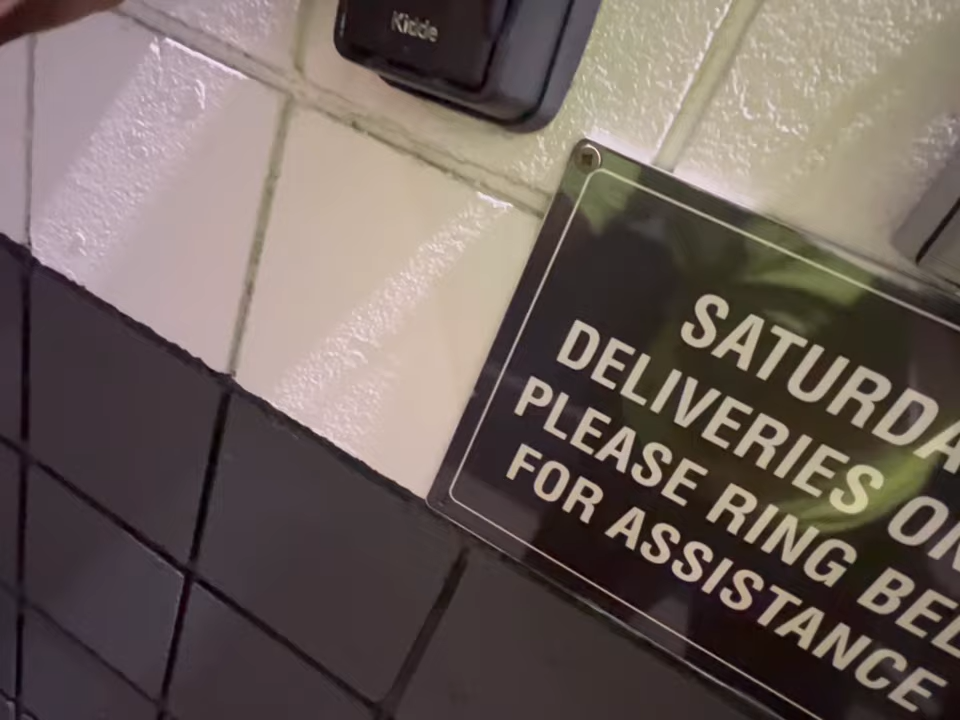 Kidde
SATURDA
DELIVERIES ON
PLEASE RING BEL
FOR ASSISTANCE